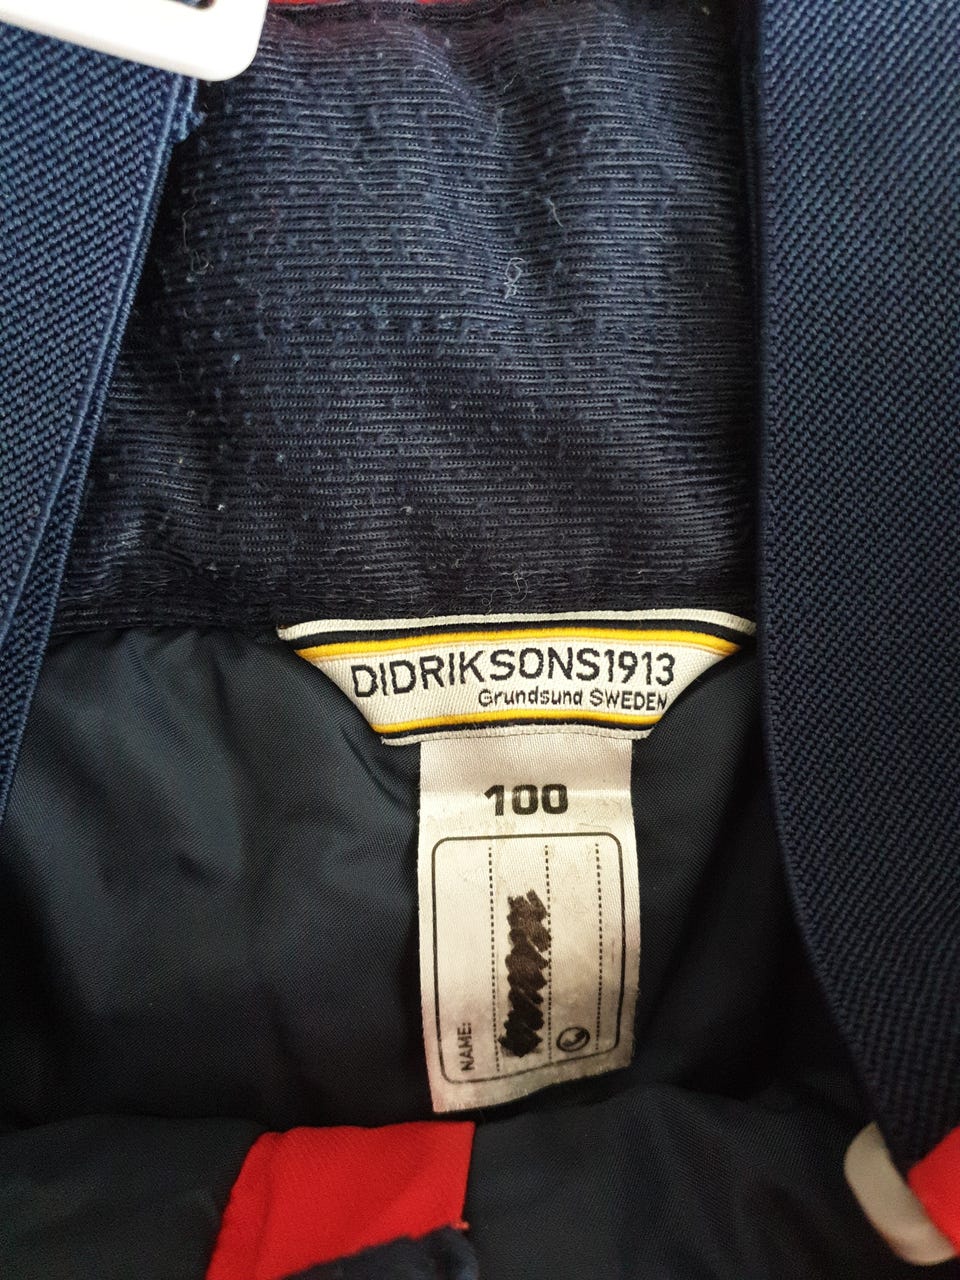 DIDRIKSONS1913
Grundsund SWEDEN
100
NAME: